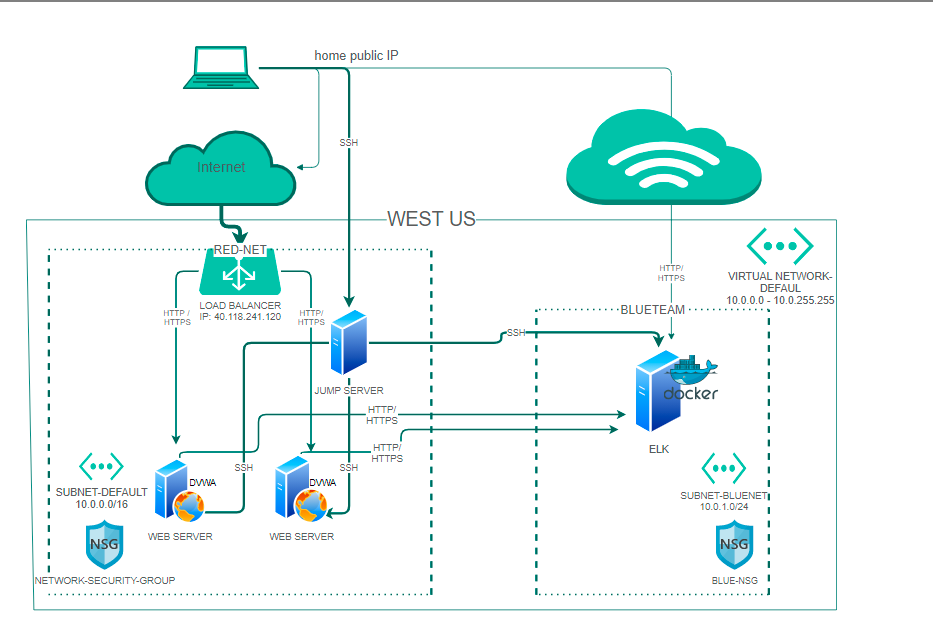 home public IP
SSH
Internet
WEST US
RED-NET
LOAD BALANCER
IP: 40.118.241.120
HTTP /
HTTPS
HTTP/
HTTPS
HTTP/
HTTPS
VIRTUAL NETWORK-
DEFAUL
10.0.0.0 - 10.0.255.255
BLUETEAM
SSH
JUMP SERVER
docker
HTTP/
HTTPS
HTTP/
HTTPS
ELK
SSH
SSH
SUBNET-DEFAULT
10.0.0.0/16
DVWA
DVWA
SUBNET-BLUENET
10.0.1.0/24
WEB SERVER
WEB SERVER
NSG
NETWORK-SECURITY-GROUP
NSG
BLUE-NSG